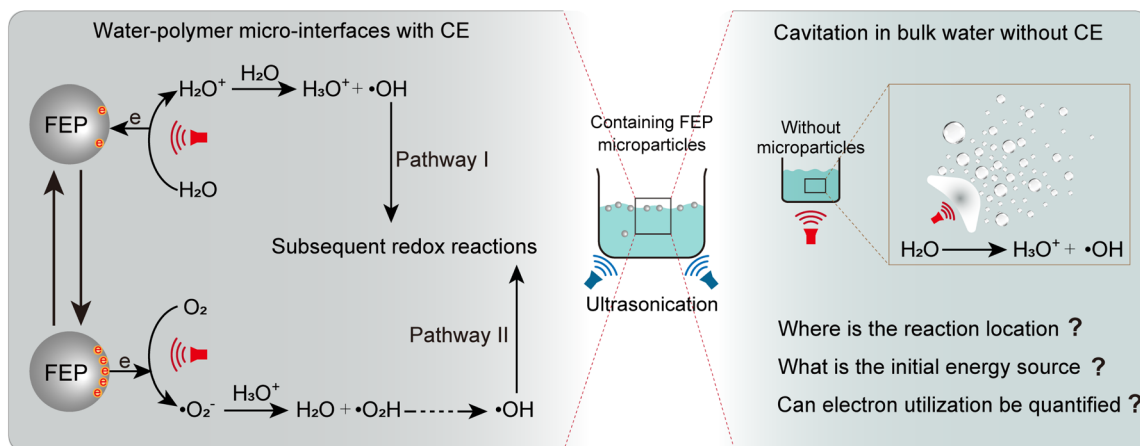 Water-polymer micro-interfaces with CE
FEP
e
e
e
H₂O⁺
H₂O
H₃O⁺ + •OH
H₂O
Pathway I
Subsequent redox reactions
Pathway II
FEP
e
e
e
e
e
e
O₂
•O₂⁻
H₃O⁺
H₂O + •O₂H
•OH
Containing FEP
microparticles
Ultrasonication
Cavitation in bulk water without CE
Without
microparticles
H₂O
H₃O⁺ + •OH
Where is the reaction location ?
What is the initial energy source ?
Can electron utilization be quantified ?